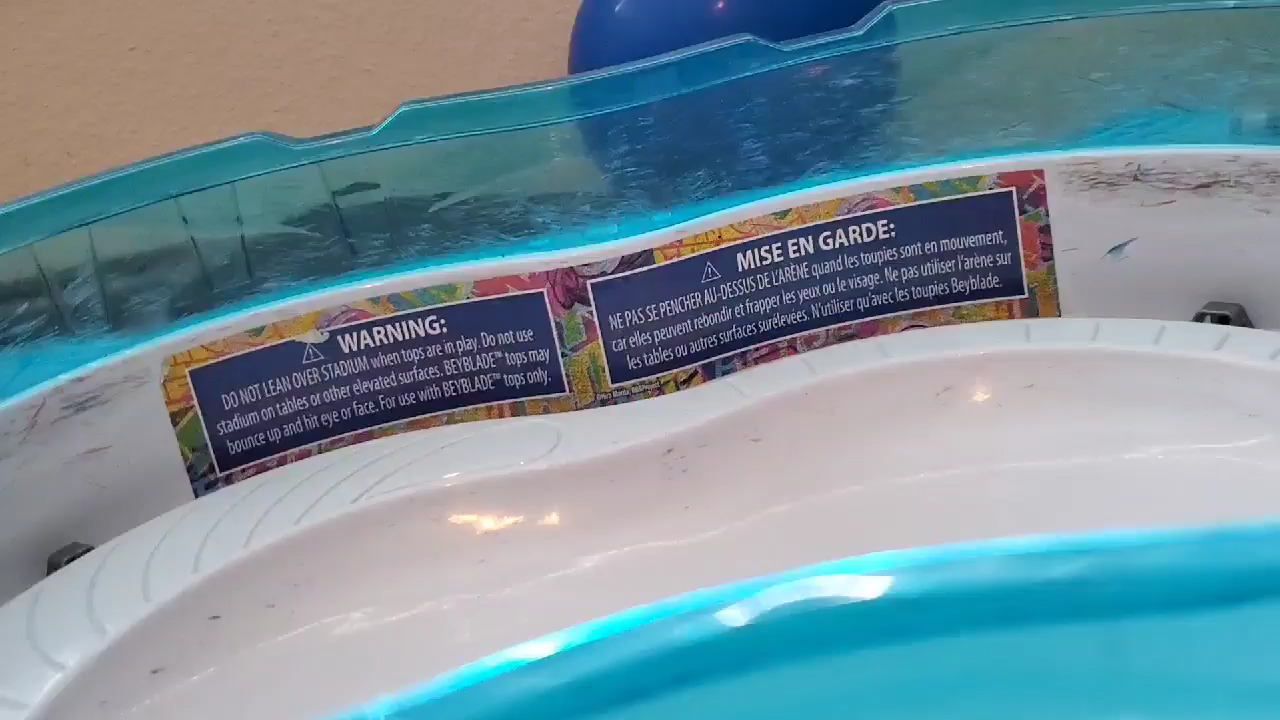 WARNING:
DO NOT LEAN OVER STADIUM when tops are in play. Do not use
stadium on tables or other elevated surfaces. BEYBLADE™ tops may
bounce up and hit eye or face. For use with BEYBLADE™ tops only.
MISE EN GARDE:
NE PAS SE PENCHER AU-DESSUS DE L'ARÈNE quand les toupies sont en mouvement,
car elles peuvent rebondir et frapper les yeux ou le visage. Ne pas utiliser l'arène sur
les tables ou autres surfaces surélevées. N'utiliser qu'avec les toupies Beyblade.